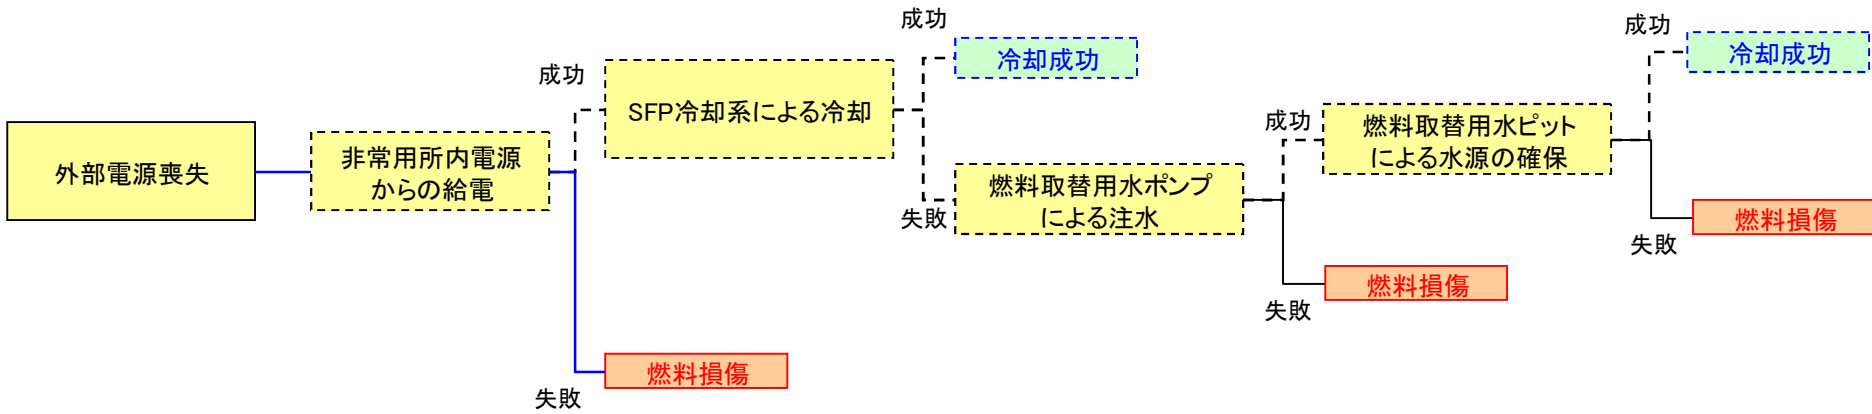 外部電源喪失
非常用所内電源
からの給電
成功
SFP冷却系による冷却
失敗
燃料損傷
成功
冷却成功
失敗
燃料取替用水ポンプ
による注水
成功
燃料取替用水ピット
による水源の確保
失敗
燃料損傷
成功
冷却成功
失敗
燃料損傷